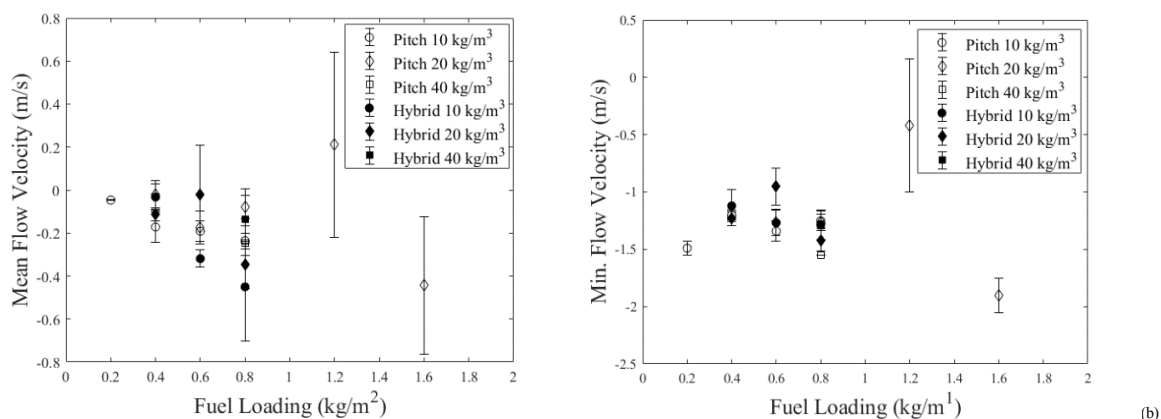 0.8
0.6
0.4
0.2
0
-0.2
-0.4
-0.6
-0.8
Mean Flow Velocity (m/s)
Pitch 10 kg/m³
Pitch 20 kg/m³
Pitch 40 kg/m³
Hybrid 10 kg/m³
Hybrid 20 kg/m³
Hybrid 40 kg/m³
0 0.2 0.4 0.6 0.8 1 1.2 1.4 1.6 1.8 2
Fuel Loading (kg/m²)
0.5
0
-0.5
-1
-1.5
-2
-2.5
Min. Flow Velocity (m/s)
Pitch 10 kg/m³
Pitch 20 kg/m³
Pitch 40 kg/m³
Hybrid 10 kg/m³
Hybrid 20 kg/m³
Hybrid 40 kg/m³
0 0.2 0.4 0.6 0.8 1 1.2 1.4 1.6 1.8 2
Fuel Loading (kg/m¹)
(b)